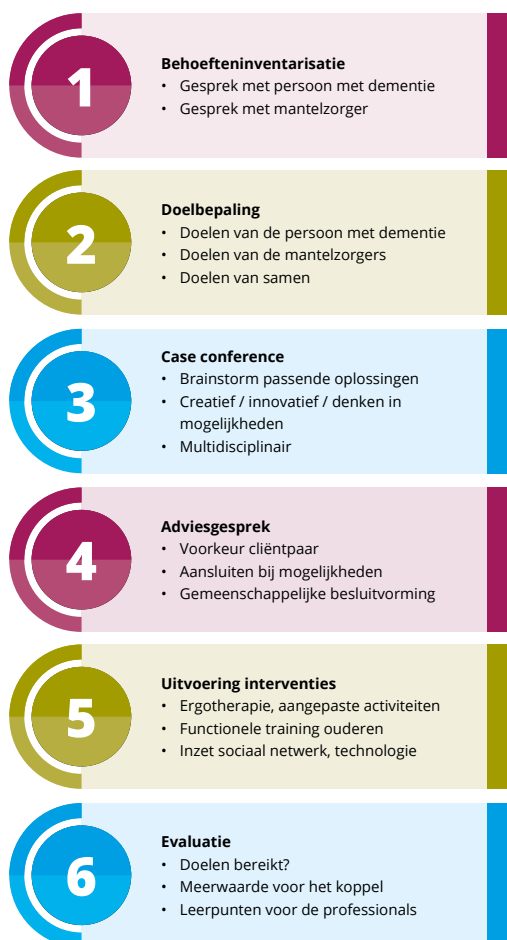 1
Behoefteninventarisatie
• Gesprek met persoon met dementie
• Gesprek met mantelzorger
2
Doelbepaling
• Doelen van de persoon met dementie
• Doelen van de mantelzorgers
• Doelen van samen
3
Case conference
• Brainstorm passende oplossingen
• Creatief / innovatief / denken in
mogelijkheden
• Multidisciplinair
4
Adviesgesprek
• Voorkeur cliëntpaar
• Aansluiten bij mogelijkheden
• Gemeenschappelijke besluitvorming
5
Uitvoering interventies
• Ergotherapie, aangepaste activiteiten
• Functionele training ouderen
• Inzet sociaal netwerk, technologie
6
Evaluatie
• Doelen bereikt?
• Meerwaarde voor het koppel
• Leerpunten voor de professionals